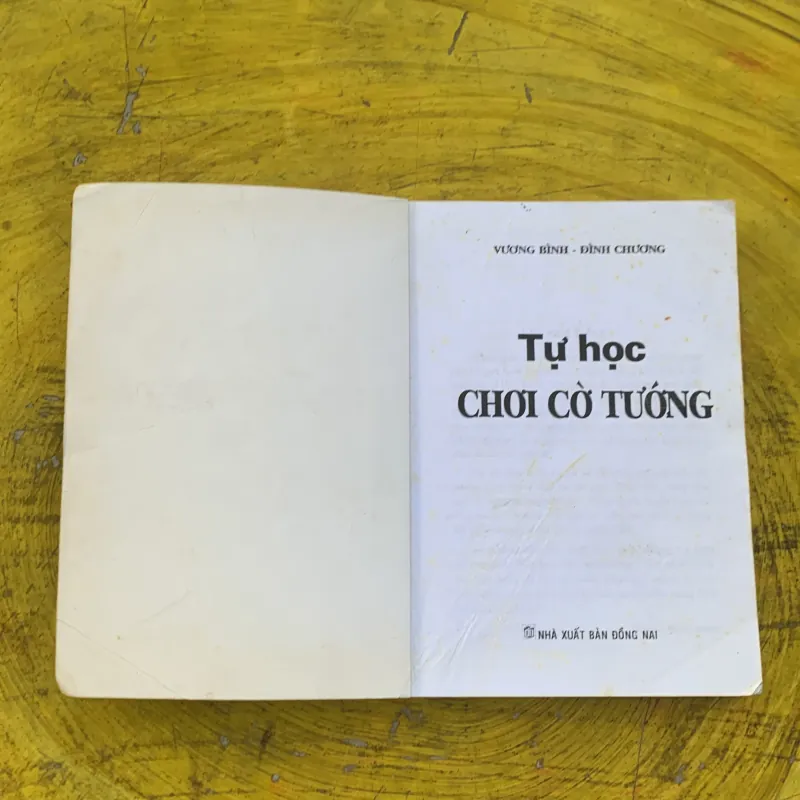 VƯƠNG BÌNH - ĐÌNH CHƯƠNG
Tự học
CHƠI CỜ TƯỚNG
NHÀ XUẤT BẢN ĐỒNG NAI